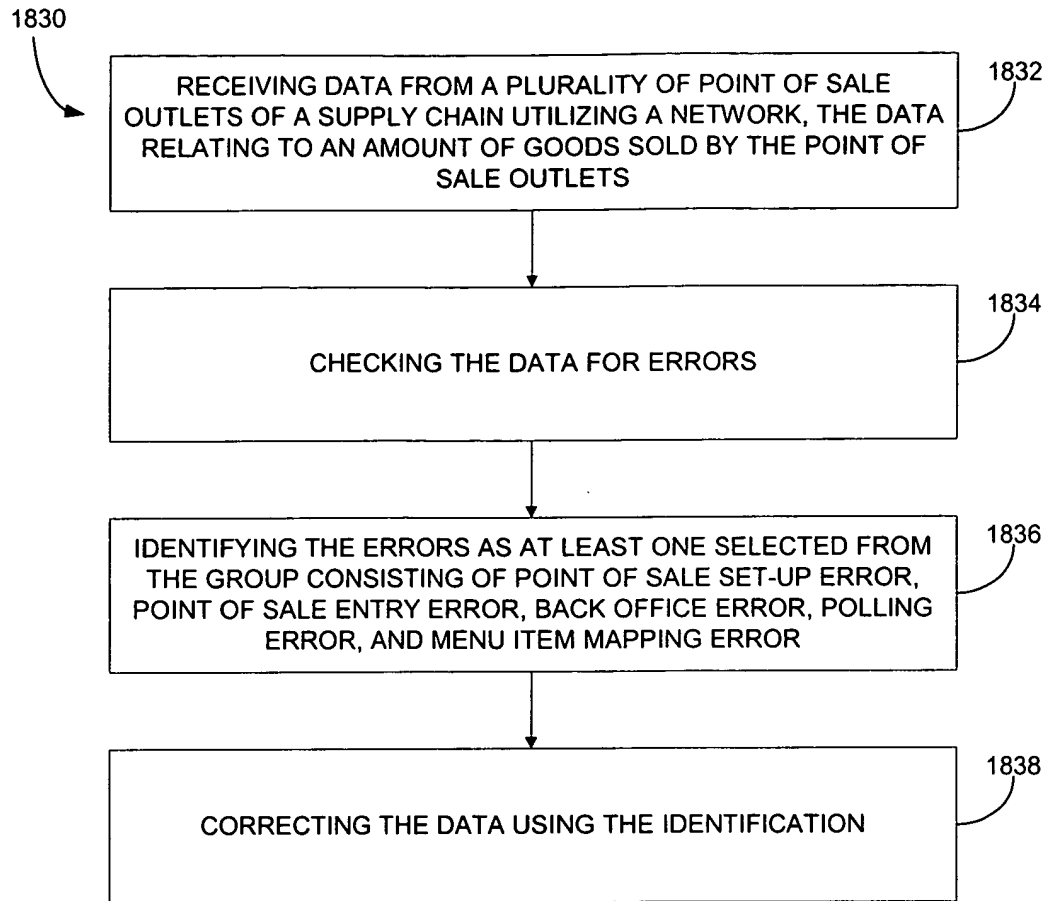 1830
RECEIVING DATA FROM A PLURALITY OF POINT OF SALE
OUTLETS OF A SUPPLY CHAIN UTILIZING A NETWORK, THE DATA
RELATING TO AN AMOUNT OF GOODS SOLD BY THE POINT OF
SALE OUTLETS
1832
CHECKING THE DATA FOR ERRORS
1834
IDENTIFYING THE ERRORS AS AT LEAST ONE SELECTED FROM
THE GROUP CONSISTING OF POINT OF SALE SET-UP ERROR,
POINT OF SALE ENTRY ERROR, BACK OFFICE ERROR, POLLING
ERROR, AND MENU ITEM MAPPING ERROR
1836
CORRECTING THE DATA USING THE IDENTIFICATION
1838